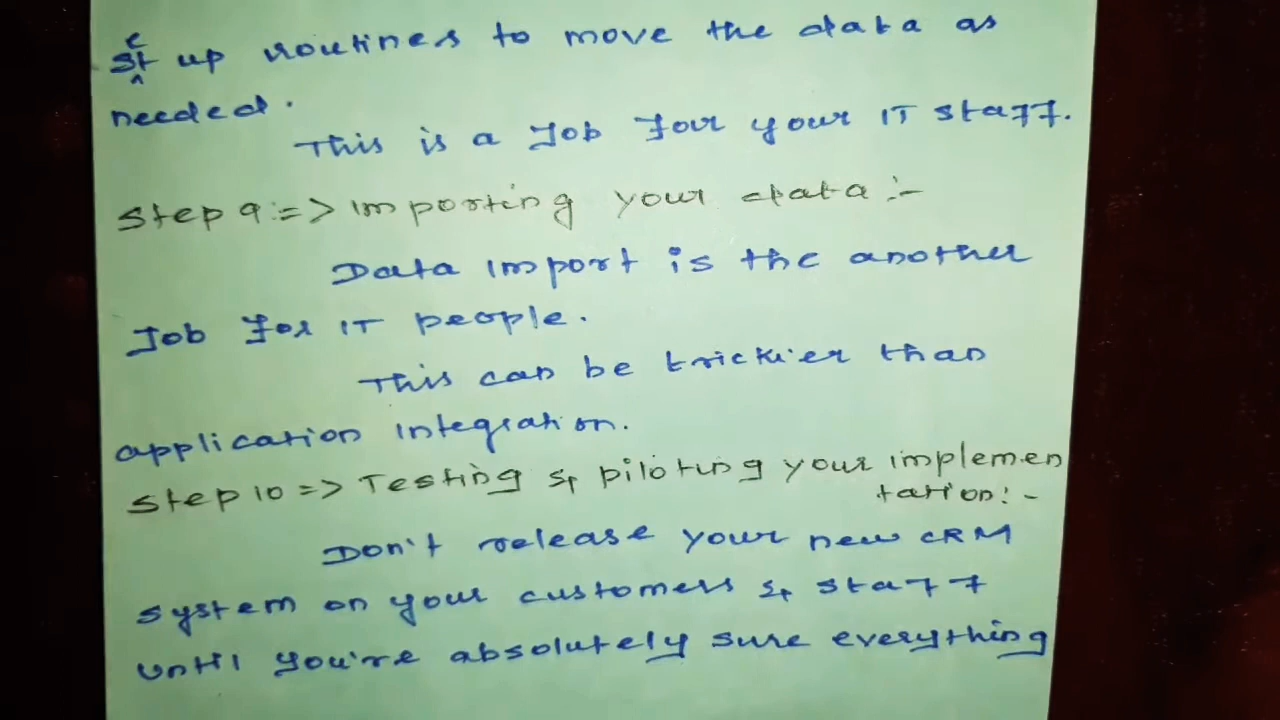 set up routines to move the data as
needed.
This is a Job for your IT staff.
Step 9 :=> importing your data :-
Data import is the another
Job for IT people.
This can be trickier than
application integration.
Step 10 => Testing & piloting your implemen
tation: -
Don't release your new CRM
system on your customers & staff
until you're absolutely sure everything